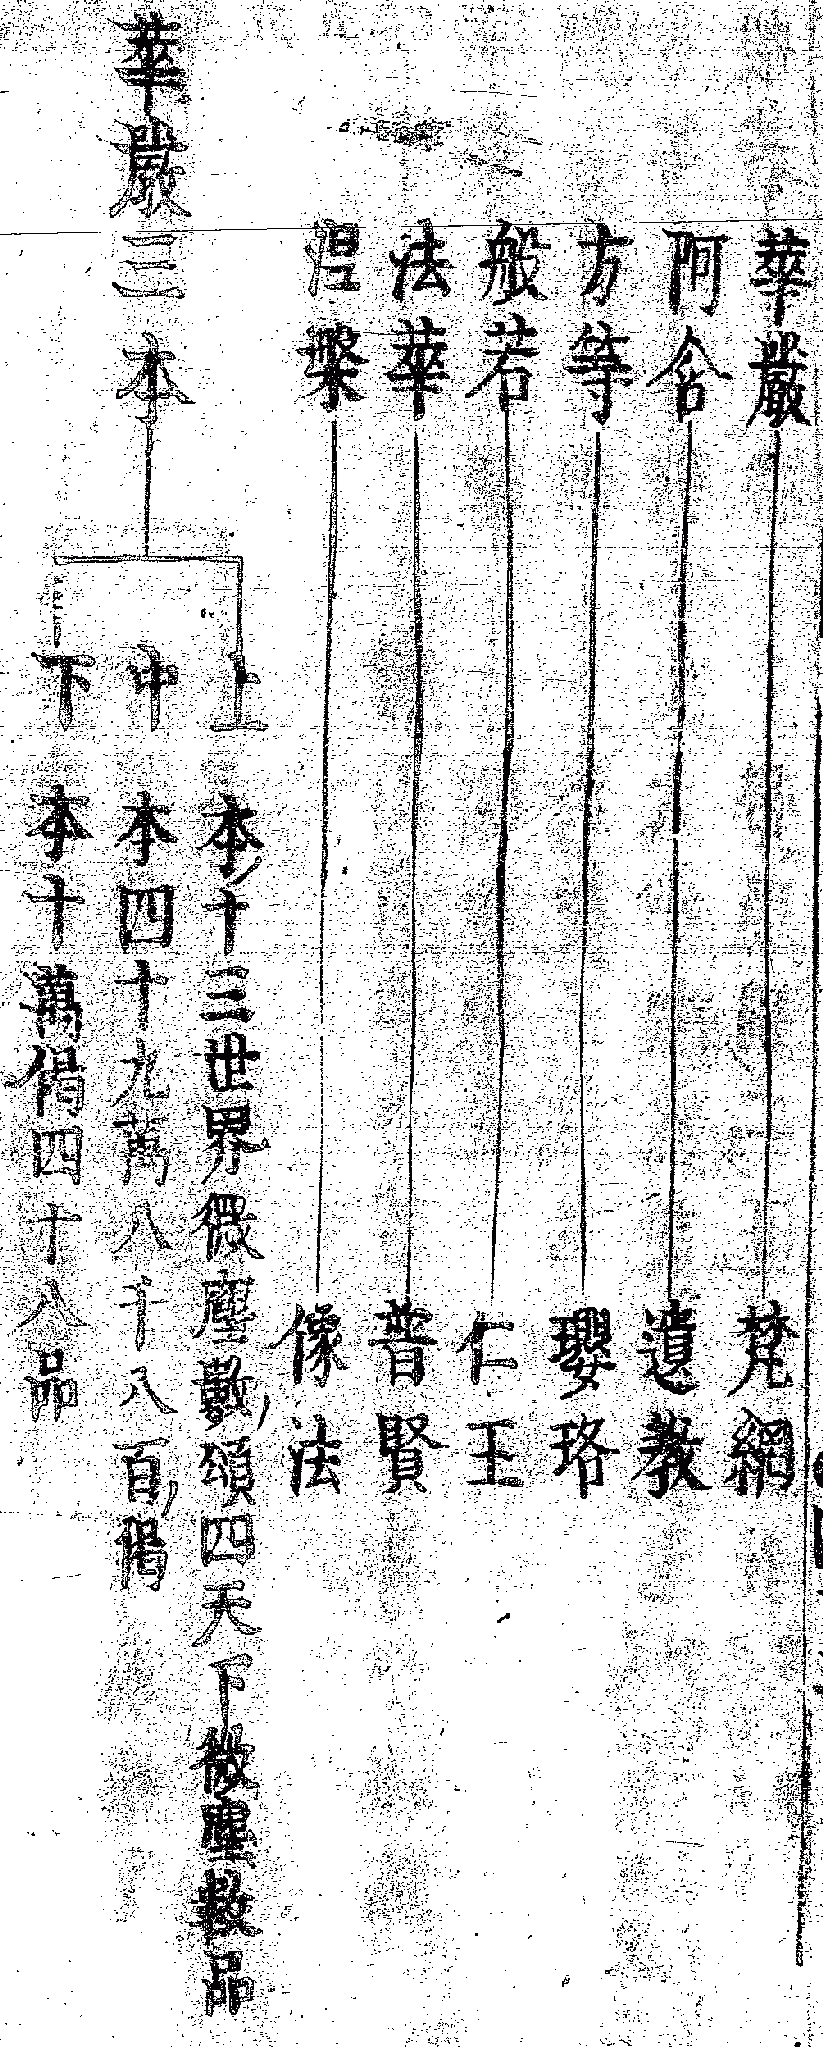 華嚴 梵網
阿含 遺教
方等 瓔珞
般若 仁王
法華 普賢
涅槃 像法
華嚴三本
上本,十三世界微塵數,頌四天下微塵數品
中本四十九萬八千八百,偈
下本十萬偈四十八品